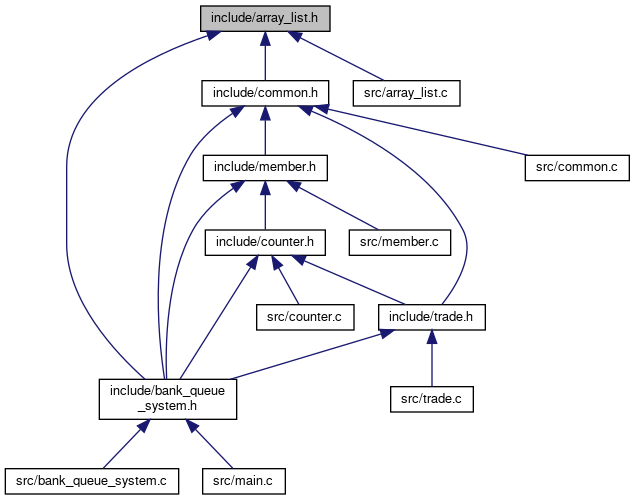 include/array_list.h
include/common.h
src/array_list.c
include/member.h
src/common.c
include/counter.h
src/member.c
src/counter.c
include/trade.h
include/bank_queue
_system.h
src/trade.c
src/bank_queue_system.c
src/main.c